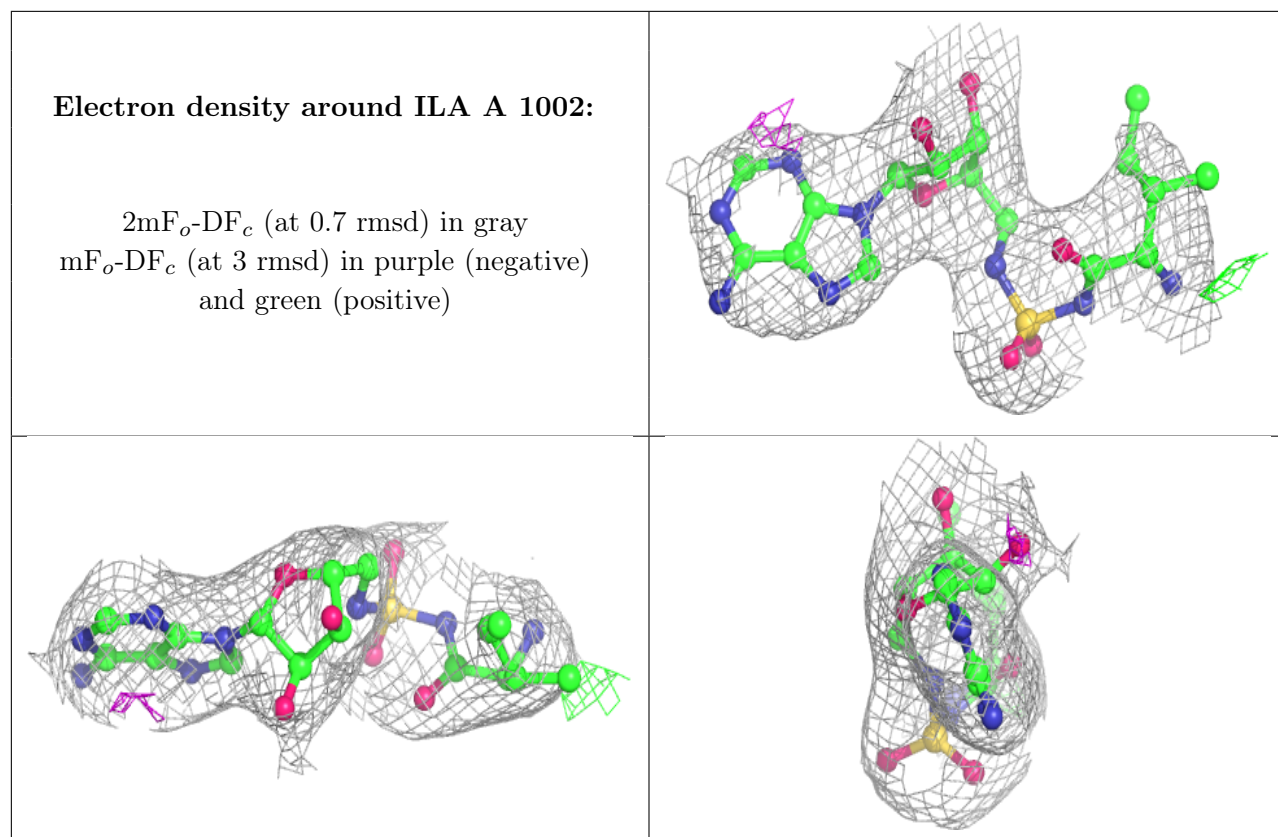 Electron density around ILA A 1002:
2mFo-DFc (at 0.7 rmsd) in gray
mFo-DFc (at 3 rmsd) in purple (negative)
and green (positive)